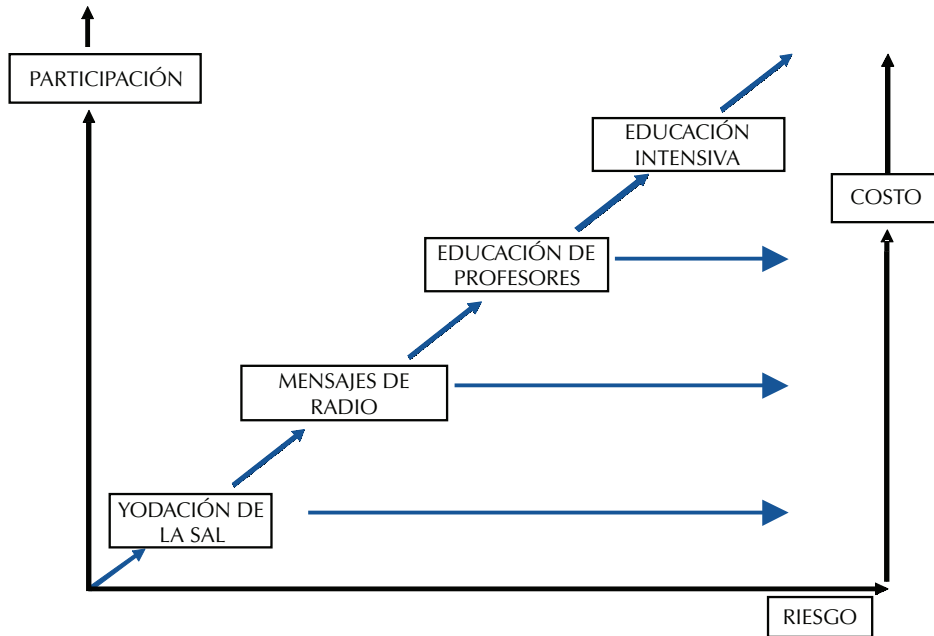 PARTICIPACIÓN
EDUCACIÓN
INTENSIVA
COSTO
EDUCACIÓN DE
PROFESORES
MENSAJES DE
RADIO
YODACIÓN DE
LA SAL
RIESGO